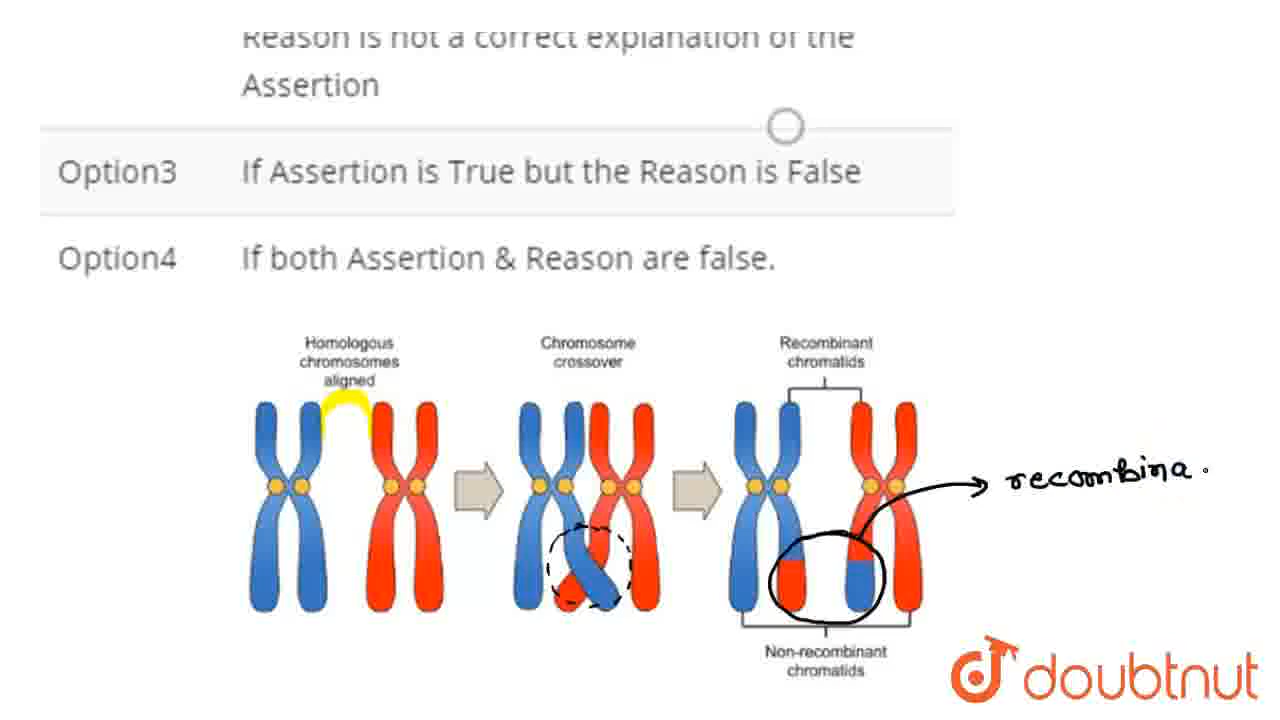 Reason is not a correct explanation of the
Assertion
Option3 If Assertion is True but the Reason is False
Option4 If both Assertion & Reason are false.
Homologous
chromosomes
aligned
Chromosome
crossover
Recombinant
chromatids
recombina.
Non-recombinant
chromatids
doubtnut